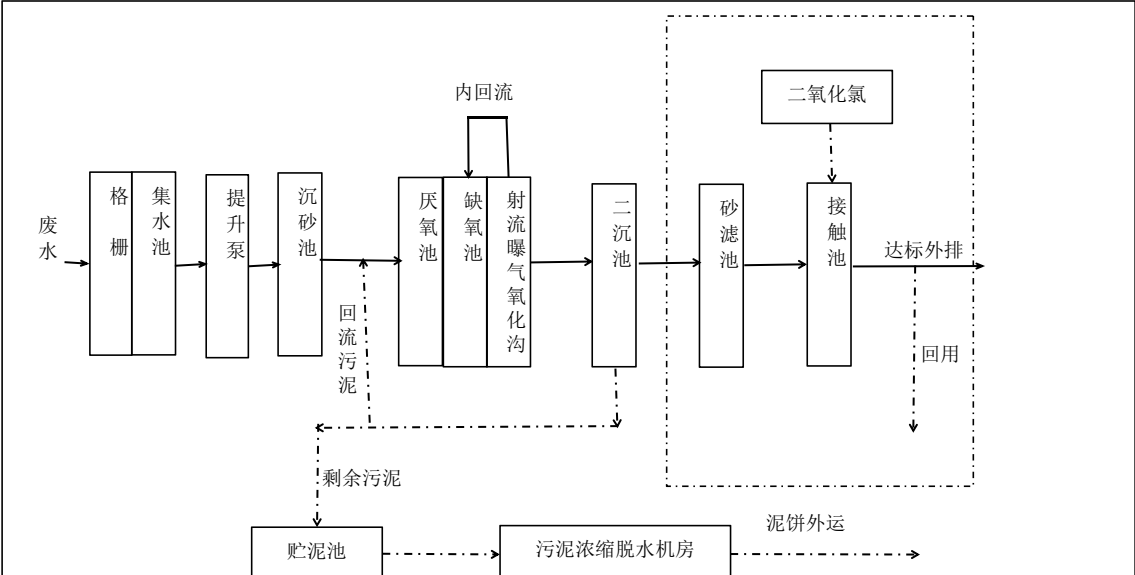 内回流
二氧化氯
废水
格栅
集水池
提升泵
沉砂池
厌氧池
缺氧池
射流曝气氧化沟
二沉池
砂滤池
接触池
达标外排
回流污泥
回用
剩余污泥
贮泥池
污泥浓缩脱水机房
泥饼外运